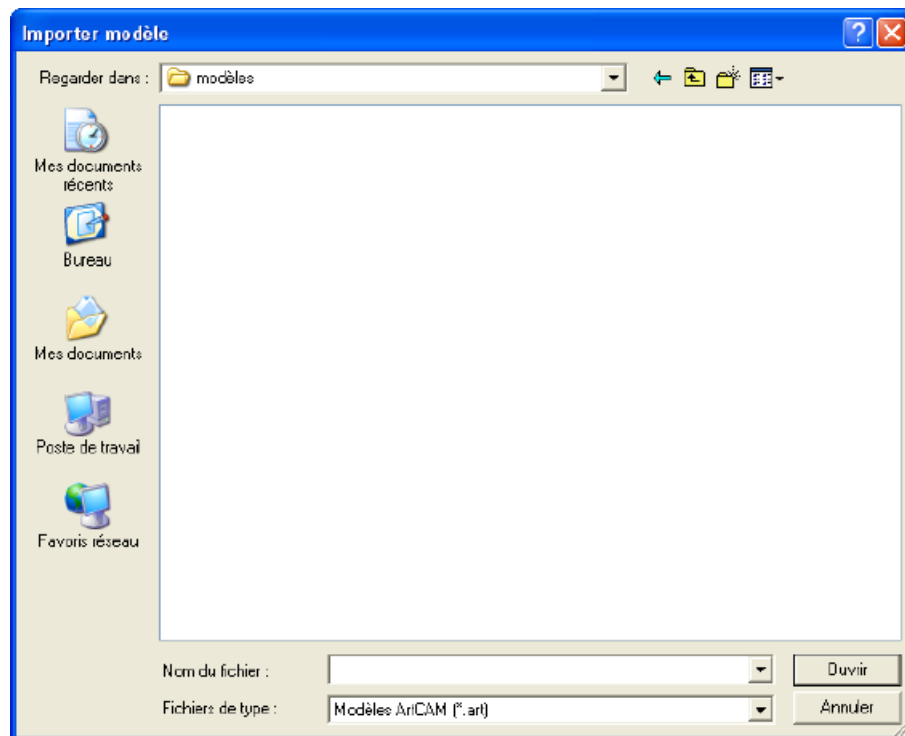 Importer modèle
Regarder dans :
modèles
Mes documents
récents
Bureau
Mes documents
Poste de travail
Favoris réseau
Nom du fichier :
Ouvrir
Fichiers de type :
Modèles ArtCAM (*.art)
Annuler